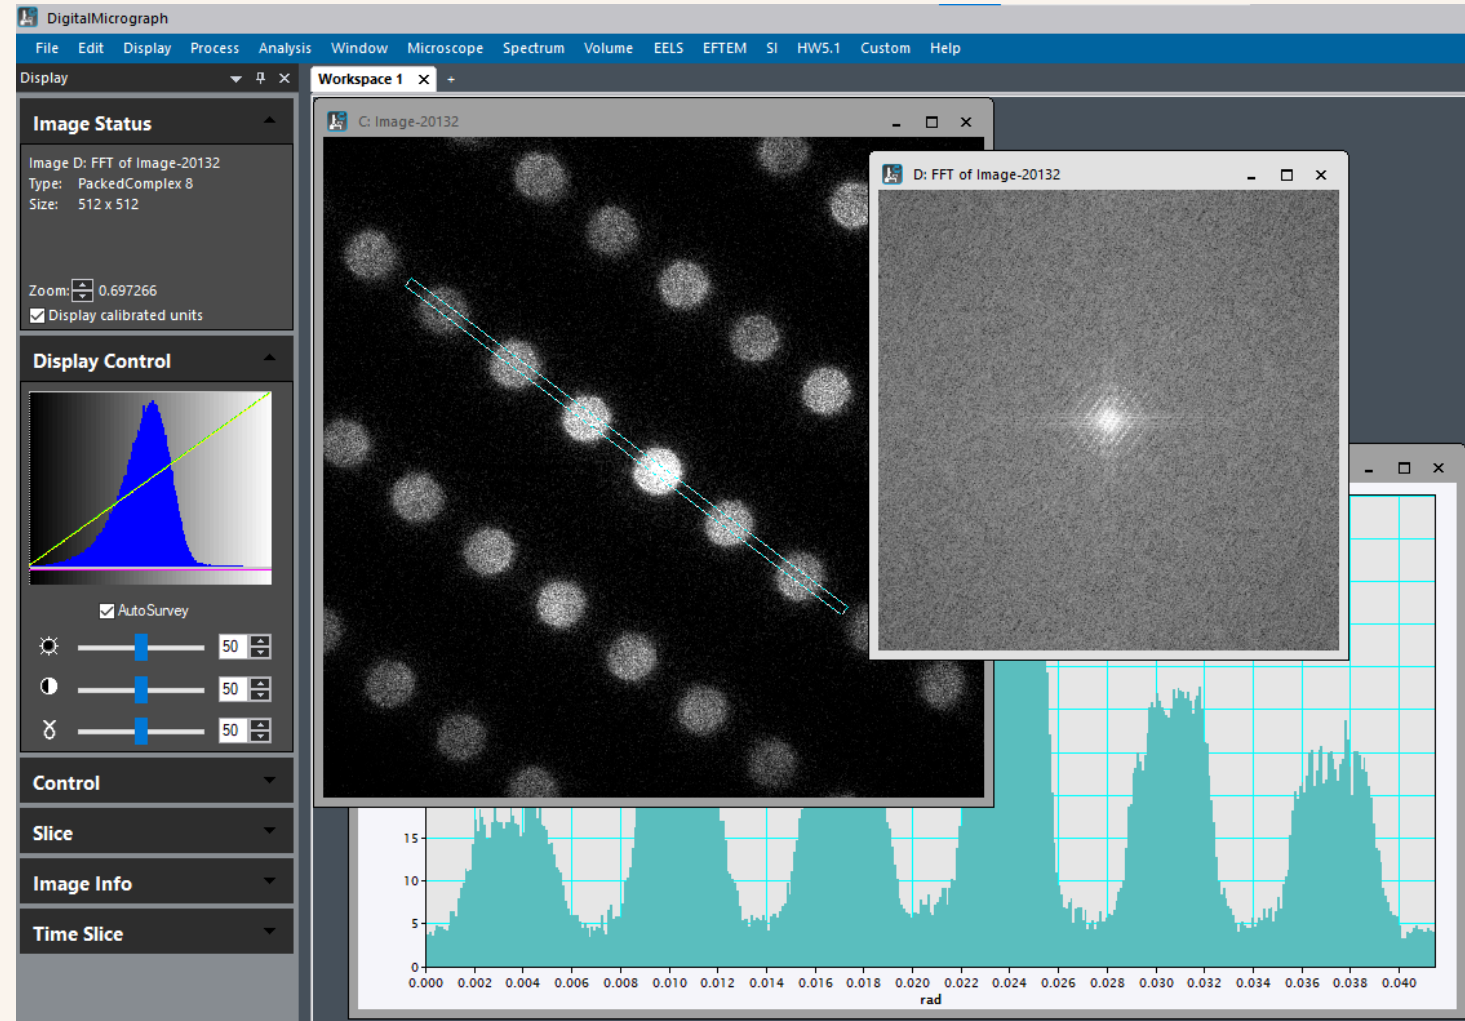 DigitalMicrograph
File Edit Display Process Analysis Window Microscope Spectrum Volume EELS EFTEM SI HW5.1 Custom Help
Display
Workspace 1
+
Image Status
Image D: FFT of Image-20132
Type: PackedComplex 8
Size: 512 x 512
Zoom: 0.697266
Display calibrated units
Display Control
AutoSurvey
50
50
50
Control
Slice
Image Info
Time Slice
C: Image-20132
D: FFT of Image-20132
15
10
5
0
0.000 0.002 0.004 0.006 0.008 0.010 0.012 0.014 0.016 0.018 0.020 0.022 0.024 0.026 0.028 0.030 0.032 0.034 0.036 0.038 0.040
rad